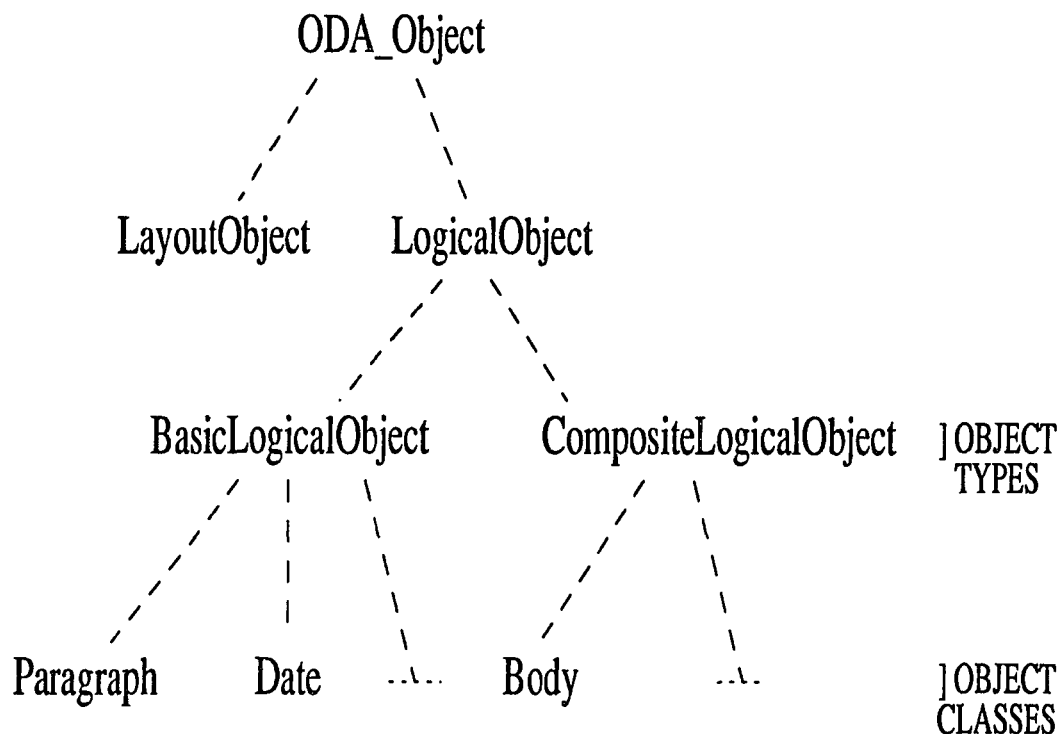 ODA_Object
LayoutObject LogicalObject
BasicLogicalObject CompositeLogicalObject ] OBJECT
TYPES
Paragraph Date ..... Body ..... ] OBJECT
CLASSES